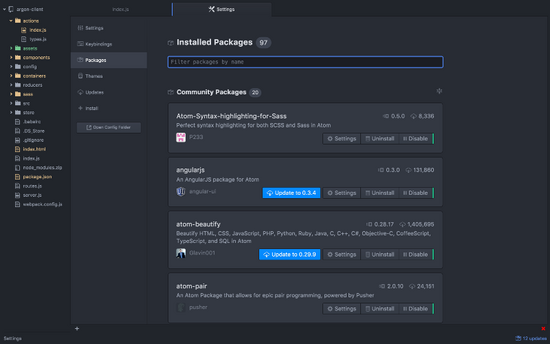 argon-client
actions
index.js
types.js
assets
components
config
containers
reducers
sass
src
store
.babelrc
.DS_Store
.gitignore
index.html
index.js
node_modules.zip
package.json
routes.js
server.js
webpack.config.js
index.js
Settings
Settings
Keybindings
Packages
Themes
Updates
Install
Open Config Folder
Installed Packages 97
Filter packages by name
Community Packages 20
Atom-Syntax-highlighting-for-Sass 0.5.0 8,336
Perfect syntax highlighting for both SCSS and Sass in Atom
P233 Settings Uninstall Disable
angularjs 0.3.0 131,860
An AngularJS package for Atom
angular-ui Update to 0.3.4 Settings Uninstall Disable
atom-beautify 0.28.17 1,405,695
Beautify HTML, CSS, JavaScript, PHP, Python, Ruby, Java, C, C++, C#, Objective-C, CoffeeScript,
TypeScript, and SQL in Atom
Glavin001 Update to 0.29.9 Settings Uninstall Disable
atom-pair 2.0.10 24,151
An Atom Package that allows for epic pair programming, powered by Pusher
pusher Settings Uninstall Disable
Settings
12 updates